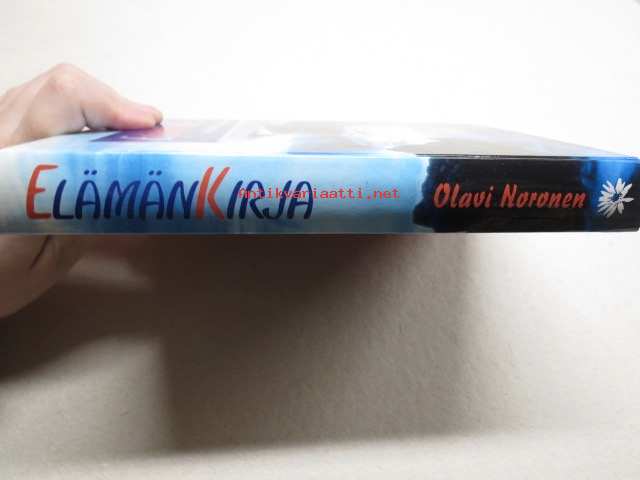 ELÄMÄNKIRJA
Antikvariaatti.net
Olavi Noronen